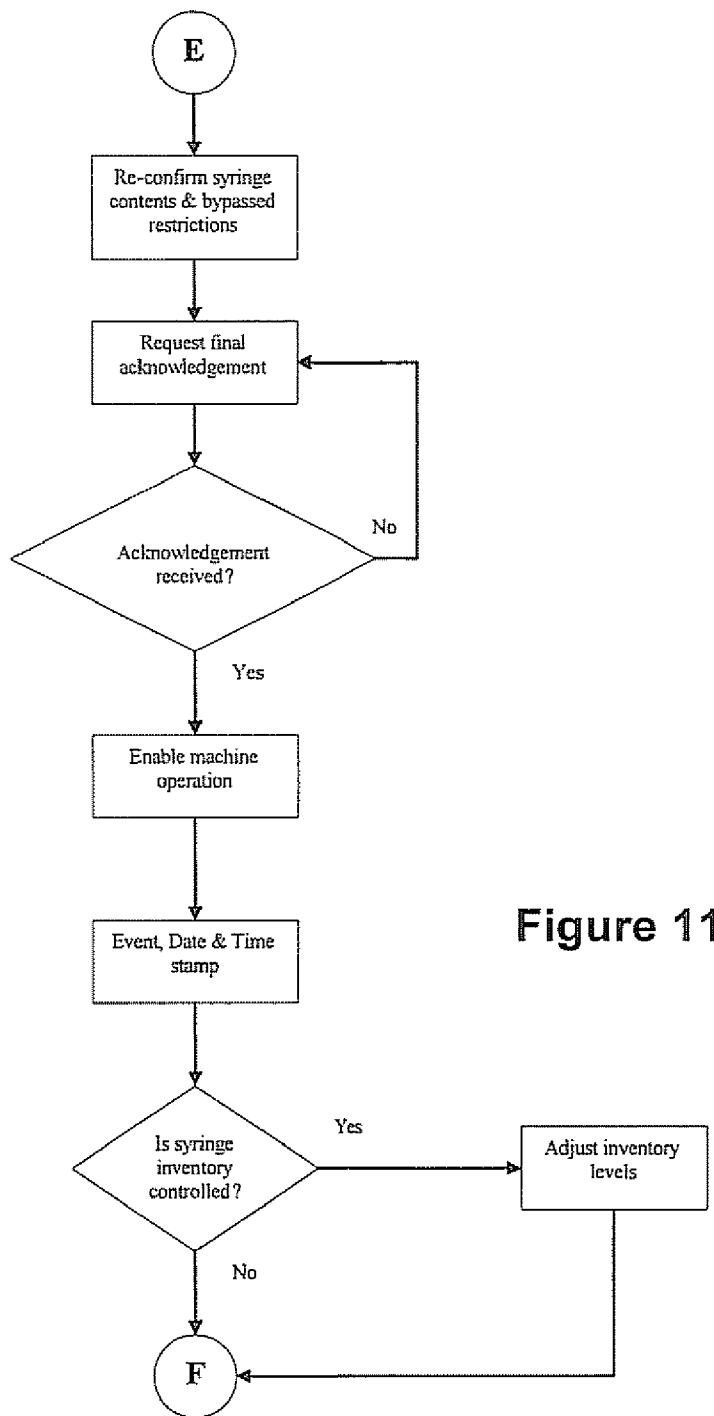 E
Re-confirm syringe
contents & bypassed
restrictions
Request final
acknowledgement
No
Acknowledgement
received?
Yes
Enable machine
operation
Figure 11
Event, Date & Time
stamp
Is syringe
inventory
controlled?
Yes
Adjust inventory
levels
No
F